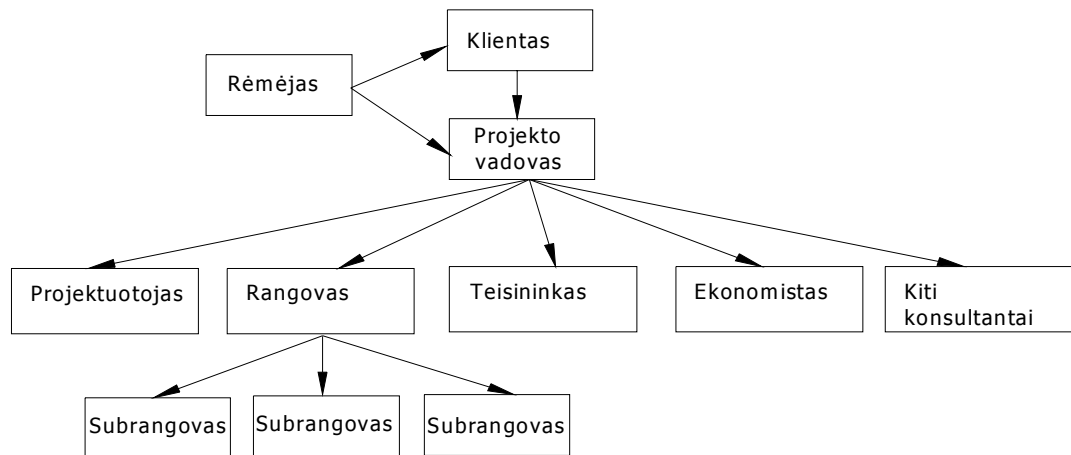 Klientas
Rėmėjas
Projekto
vadovas
Projektuotojas
Rangovas
Teisininkas
Ekonomistas
Kiti
konsultantai
Subrangovas
Subrangovas
Subrangovas